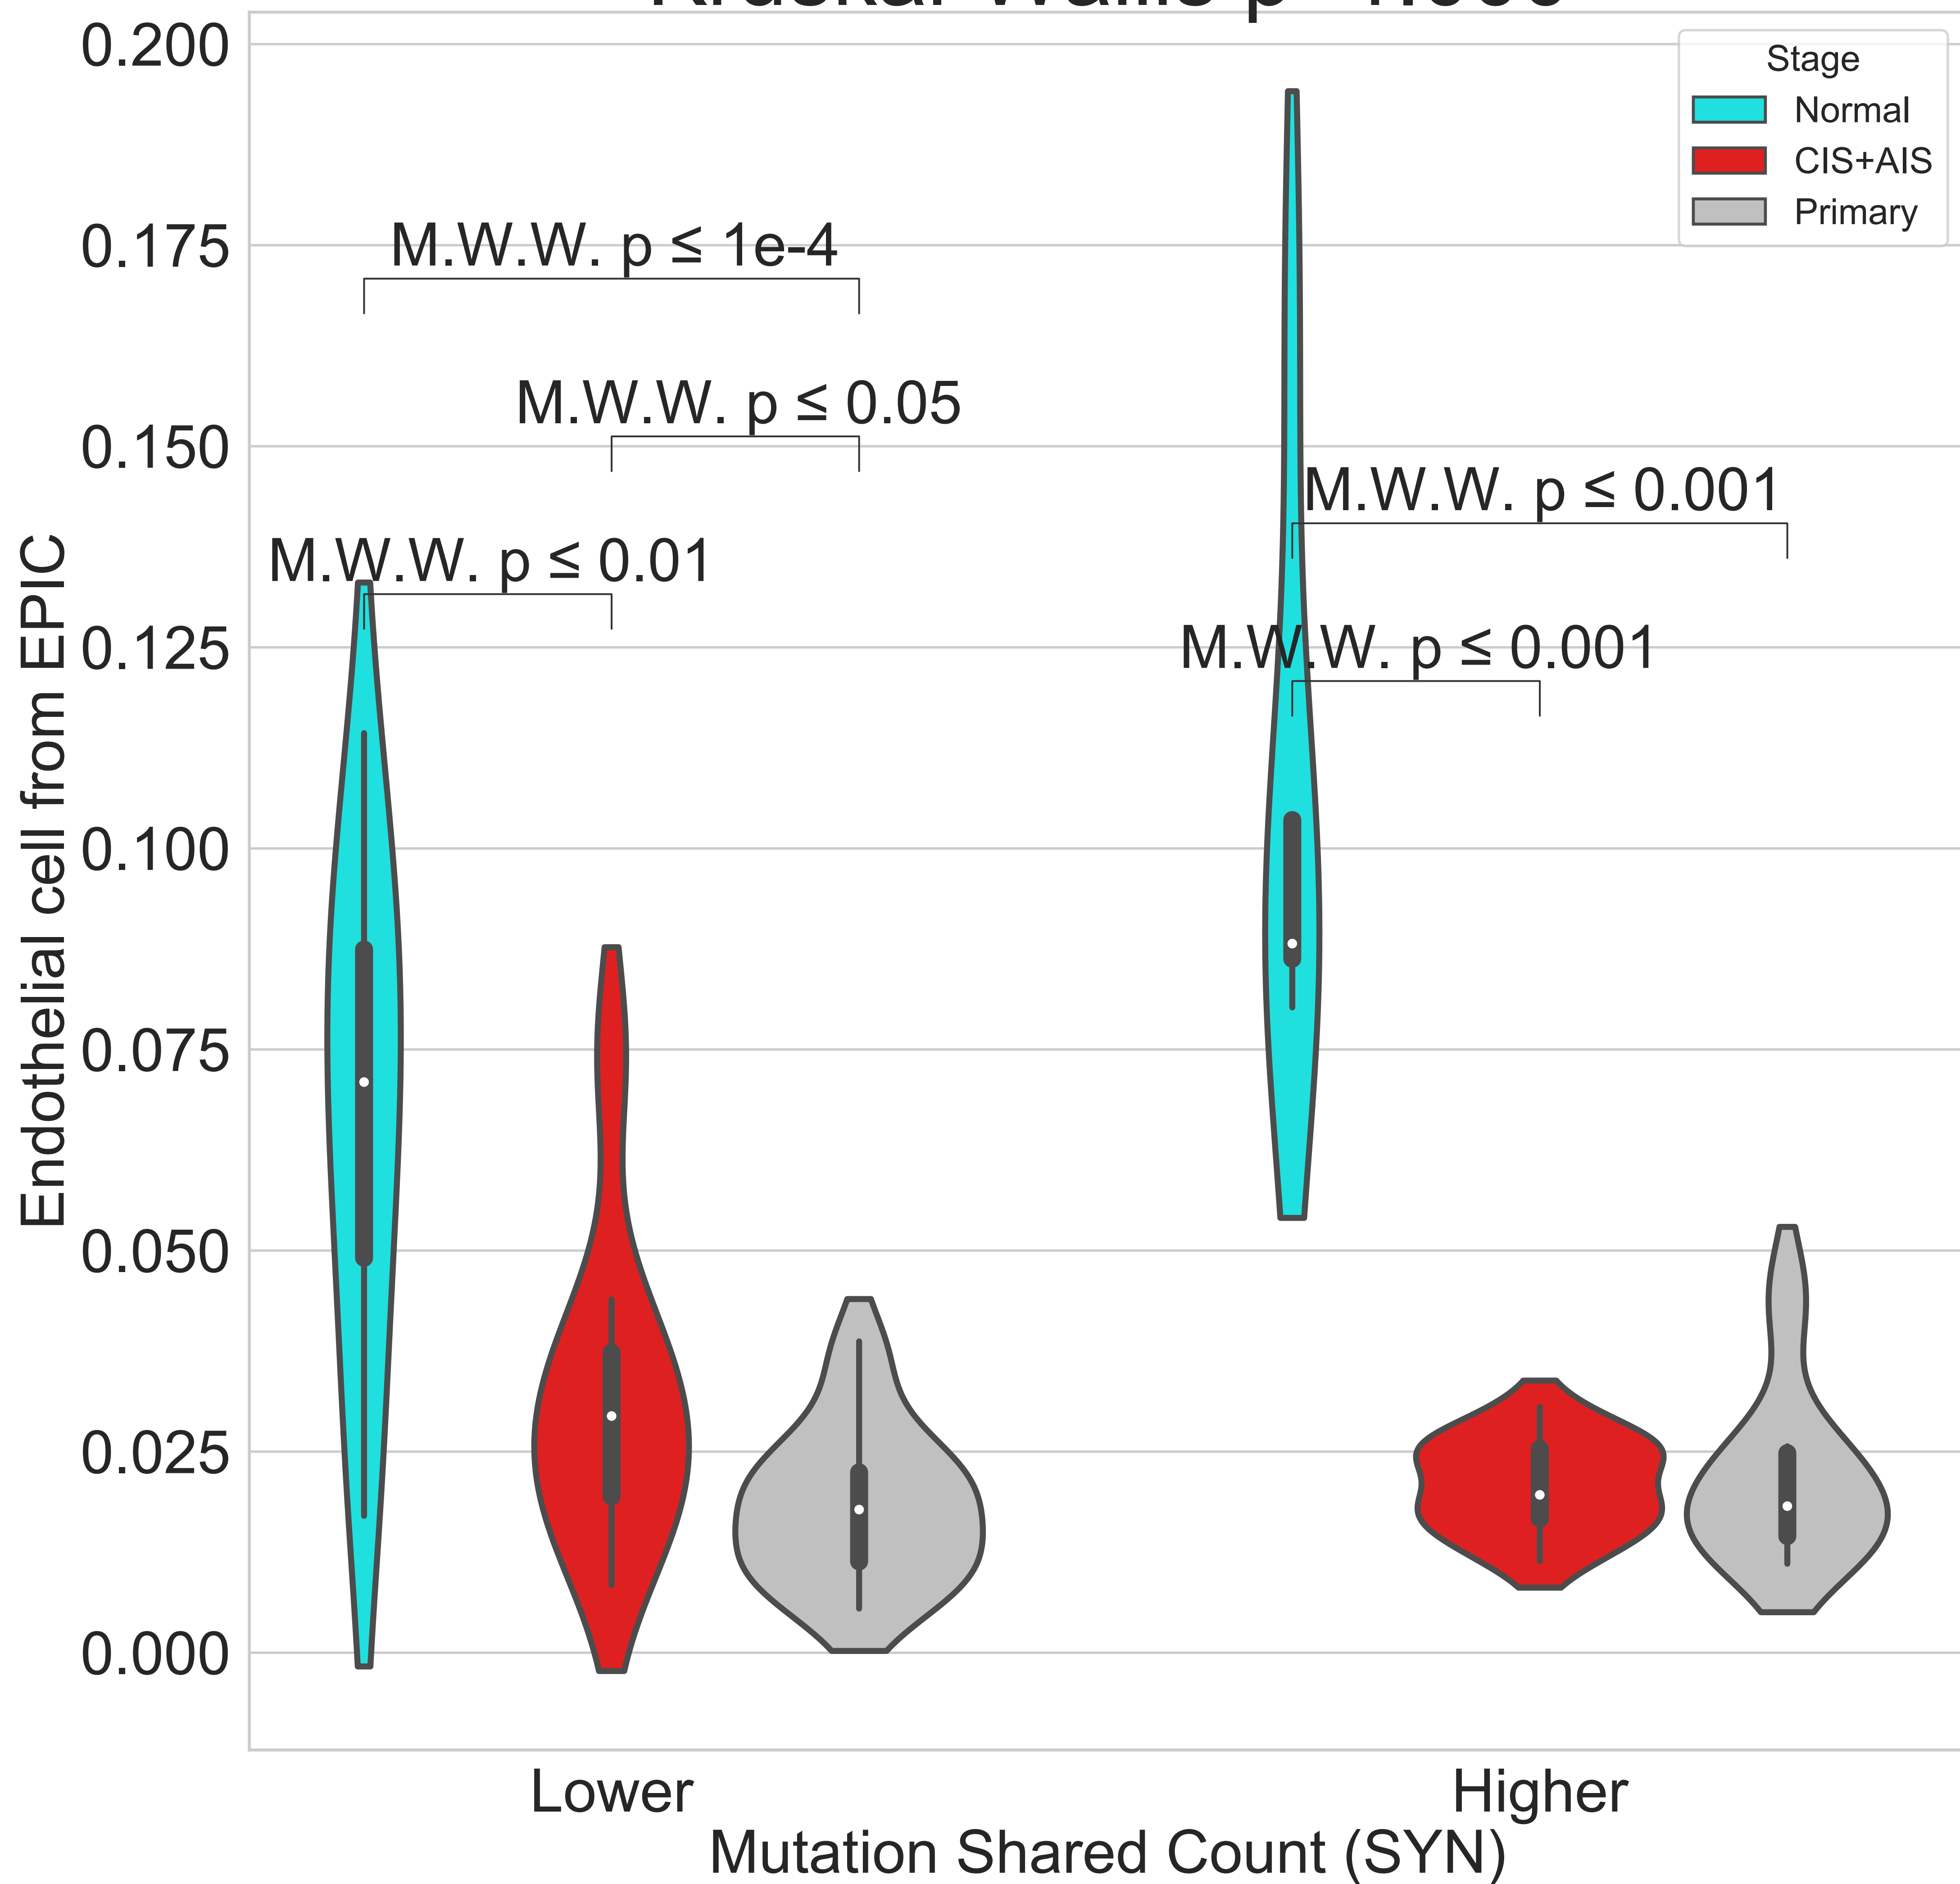 0.200
0.175
0.150
0.125
0.100
0.075
0.050
0.025
0.000
Endothelial cell from EPIC
Stage
Normal
CIS+AIS
Primary
M.W.W. p ≤ 1e-4
M.W.W. p ≤ 0.05
M.W.W. p ≤ 0.01
M.W.W. p ≤ 0.001
M.W.W. p ≤ 0.001
Lower
Higher
Mutation Shared Count (SYN)